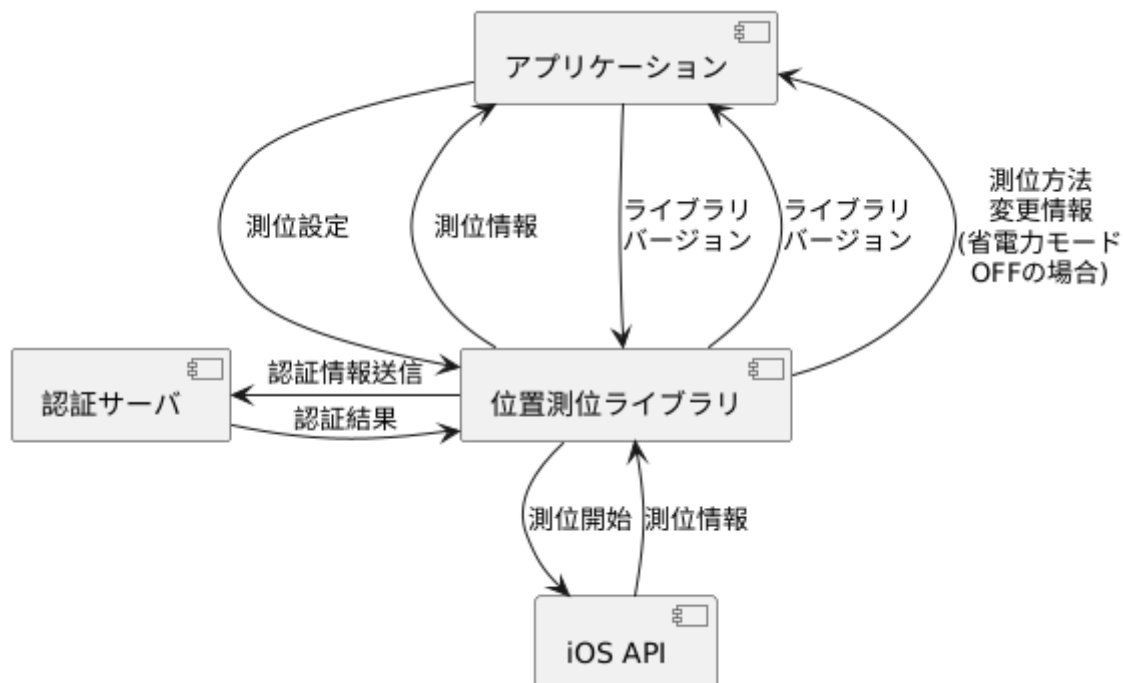 アプリケーション
測位設定
測位情報
ライブラリ
バージョン
ライブラリ
バージョン
測位方法
変更情報
(省電力モード
OFFの場合)
認証サーバ
認証情報送信
認証結果
位置測位ライブラリ
測位開始
測位情報
iOS API